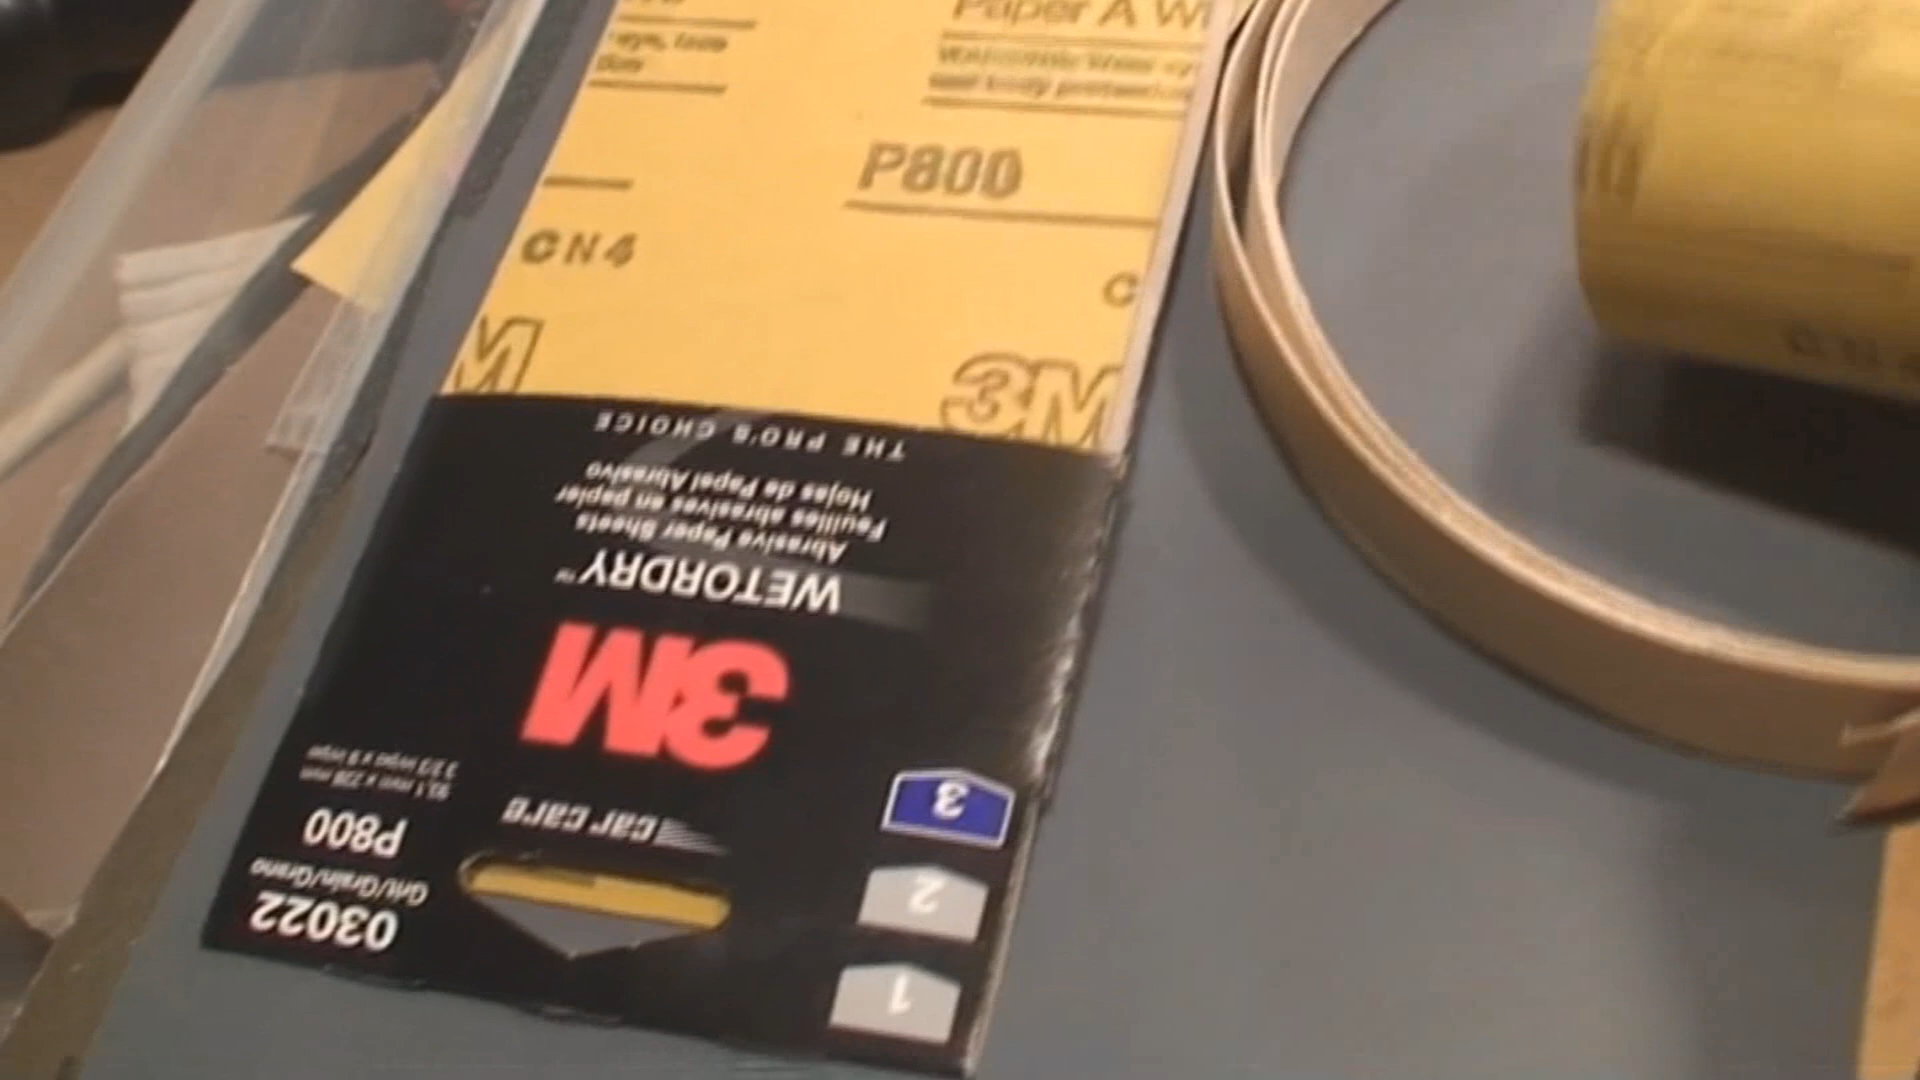 Paper A W
P800
CN4
C
3M
M
03022
Grit/Grain/Grano
P800
1
2
3
car care
3M
WETORDRY™
Abrasive Paper Sheets
Feuilles abrasives en papier
Hojas de Papel Abrasivo
THE PRO'S CHOICE